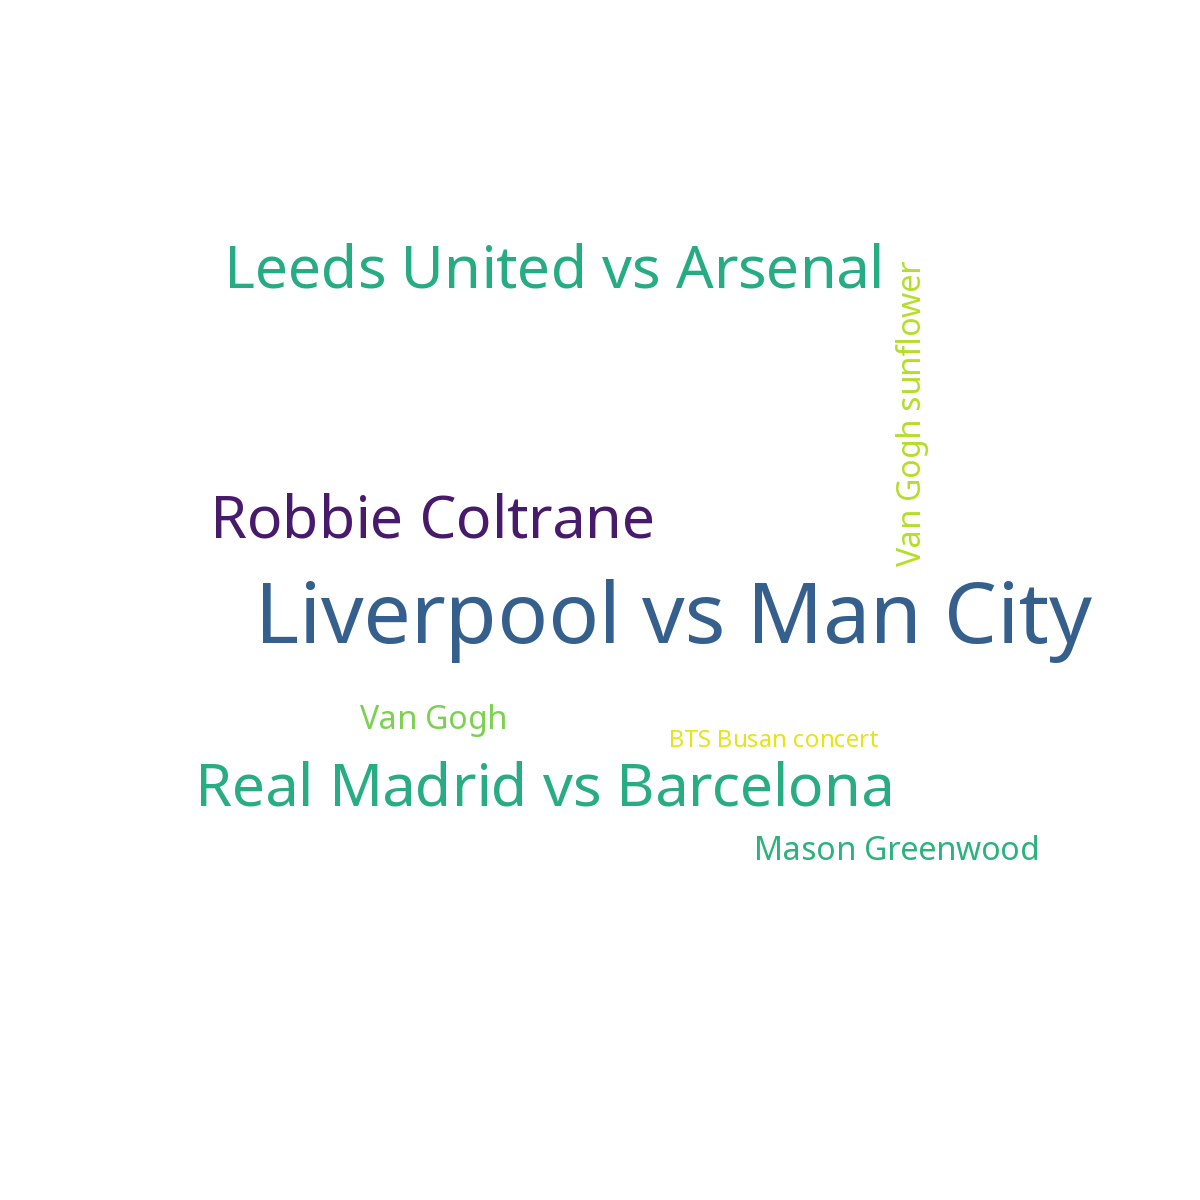 Leeds United vs Arsenal
Van Gogh sunflower
Robbie Coltrane
Liverpool vs Man City
Van Gogh
BTS Busan concert
Real Madrid vs Barcelona
Mason Greenwood